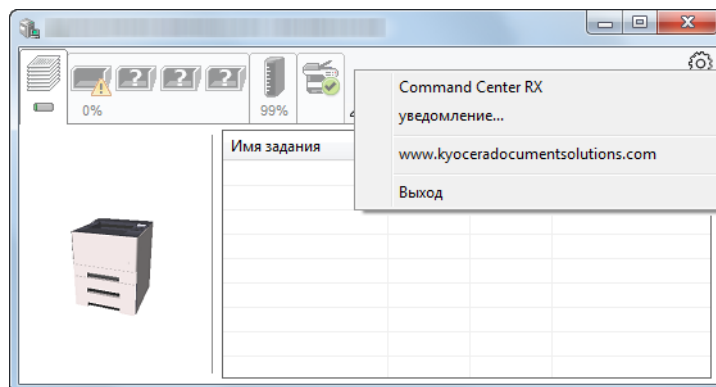 0%
99%
Имя задания
Command Center RX
уведомление...
www.kyoceradocumentsolutions.com
Выход